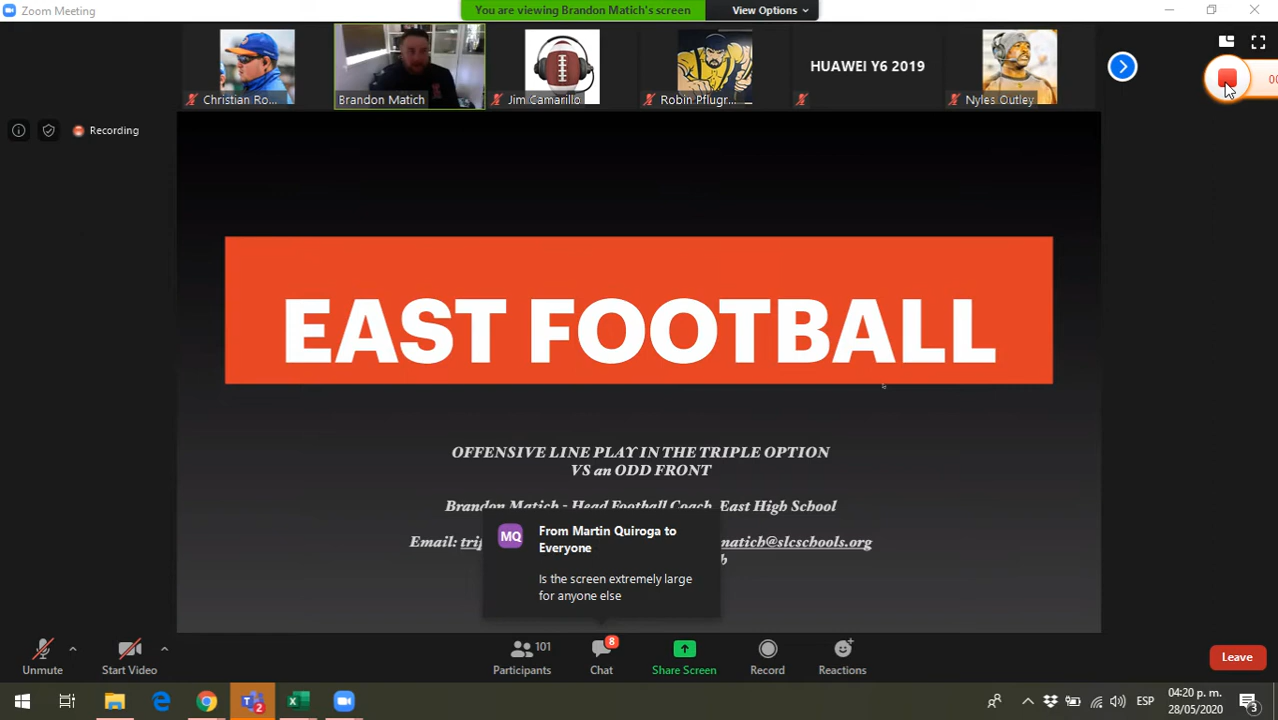 Zoom Meeting
You are viewing Brandon Matich's screen
View Options
Christian Ro...
Brandon Matich
Jim Camarillo
Robin Pflugr...
HUAWEI Y6 2019
Nyles Outley
00
Recording
EAST FOOTBALL
OFFENSIVE LINE PLAY IN THE TRIPLE OPTION
VS an ODD FRONT
Brandon Matich - Head Football Coach, East High School
Email: matich@slcschools.org
MQ
From Martin Quiroga to
Everyone
Is the screen extremely large
for anyone else
Unmute
Start Video
101
Participants
8
Chat
Share Screen
Record
Reactions
Leave
2
ESP
04:20 p. m.
28/05/2020
3